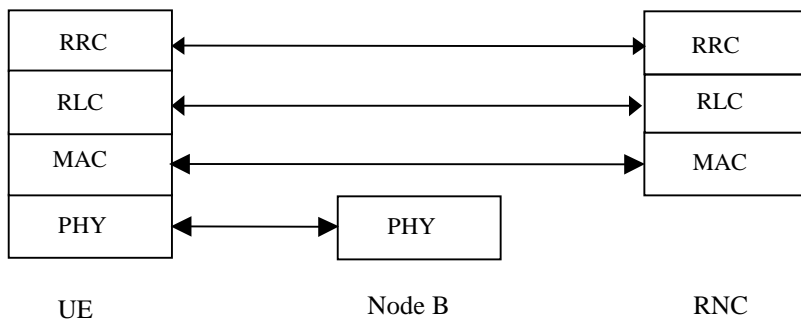 RRC RRC
RLC RLC
MAC MAC
PHY PHY
UE Node B RNC